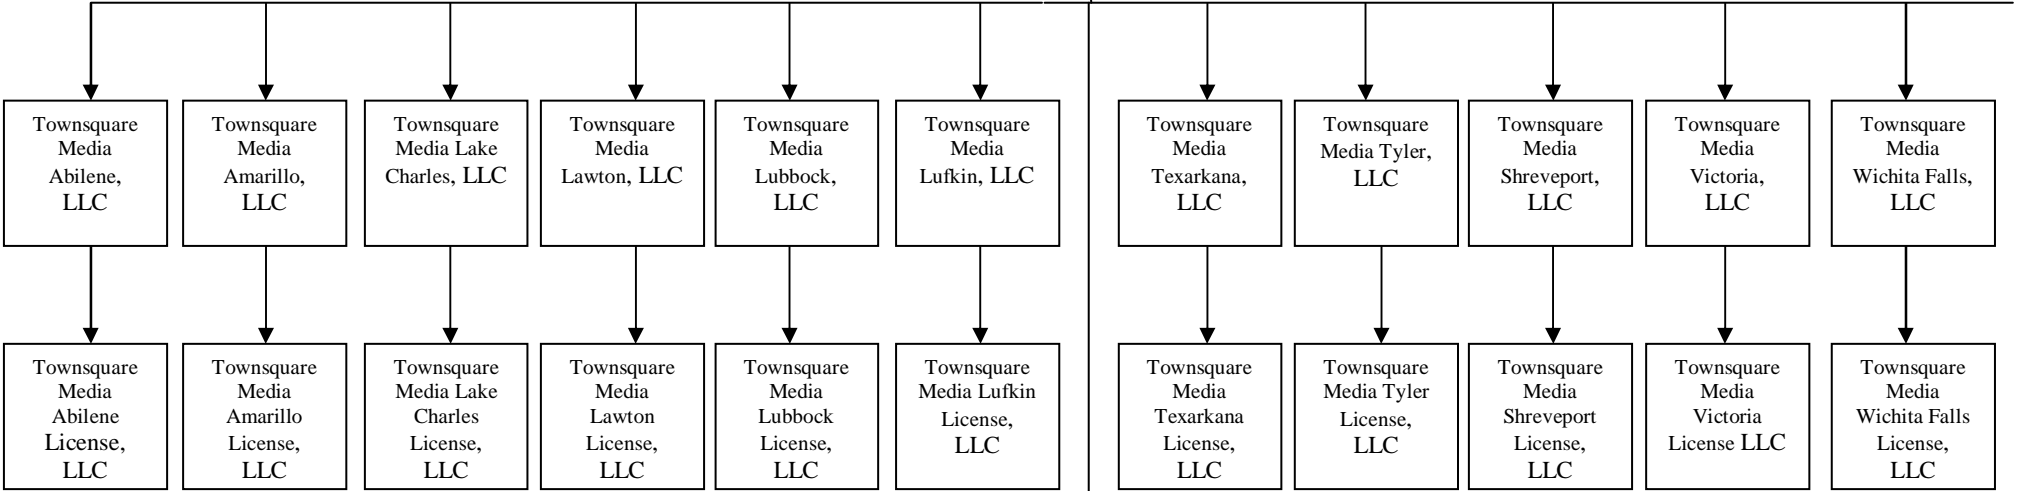 Townsquare
Media
Abilene,
LLC
Townsquare
Media
Amarillo,
LLC
Townsquare
Media Lake
Charles, LLC
Townsquare
Media
Lawton, LLC
Townsquare
Media
Lubbock,
LLC
Townsquare
Media
Lufkin, LLC
Townsquare
Media
Texarkana,
LLC
Townsquare
Media Tyler,
LLC
Townsquare
Media
Shreveport,
LLC
Townsquare
Media
Victoria,
LLC
Townsquare
Media
Wichita Falls,
LLC
Townsquare
Media
Abilene
License,
LLC
Townsquare
Media
Amarillo
License,
LLC
Townsquare
Media Lake
Charles
License,
LLC
Townsquare
Media
Lawton
License,
LLC
Townsquare
Media
Lubbock
License,
LLC
Townsquare
Media Lufkin
License,
LLC
Townsquare
Media
Texarkana
License,
LLC
Townsquare
Media Tyler
License,
LLC
Townsquare
Media
Shreveport
License,
LLC
Townsquare
Media
Victoria
License LLC
Townsquare
Media
Wichita Falls
License,
LLC